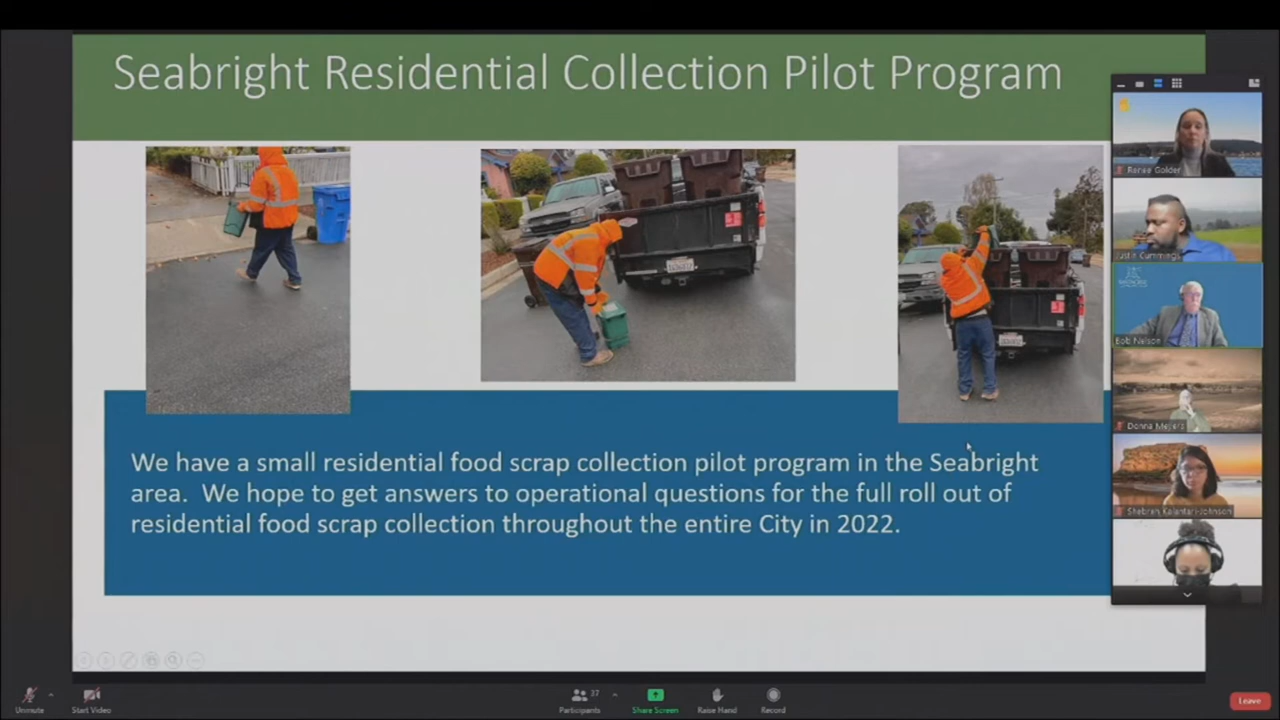 Seabright Residential Collection Pilot Program
We have a small residential food scrap collection pilot program in the Seabright
area. We hope to get answers to operational questions for the full roll out of
residential food scrap collection throughout the entire City in 2022.
Renee Golder
Justin Cummings
Bob Nelson
Donna Meyers
Shebreh Kalantari-Johnson
Unmute
Start Video
37
Participants
Share Screen
Raise Hand
Record
Leave